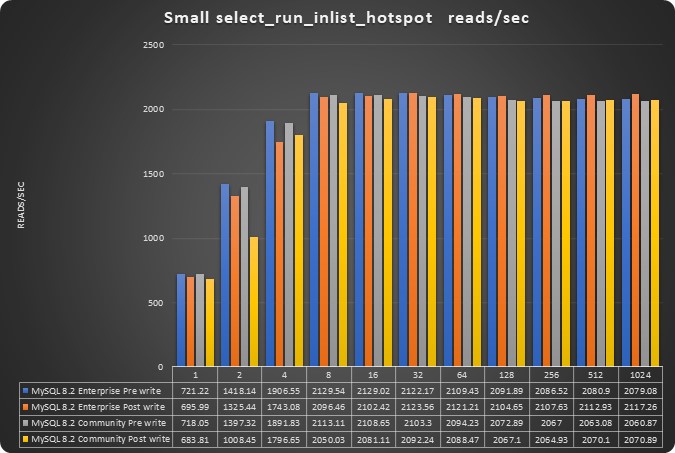 Small select_run_inlist_hotspot reads/sec
2500
2000
1500
1000
500
0
READS/SEC
1 2 4 8 16 32 64 128 256 512 1024
MySQL 8.2 Enterprise Pre write 721.22 1418.14 1906.55 2129.54 2129.02 2122.17 2109.43 2091.89 2086.52 2080.9 2079.08
MySQL 8.2 Enterprise Post write 695.99 1325.44 1743.08 2096.46 2102.42 2123.56 2121.21 2104.65 2107.63 2112.93 2117.26
MySQL 8.2 Community Pre write 718.05 1397.32 1891.83 2113.11 2108.65 2103.3 2094.23 2072.89 2067 2063.08 2060.87
MySQL 8.2 Community Post write 683.81 1008.45 1796.65 2050.03 2081.11 2092.24 2088.47 2067.1 2064.93 2070.1 2070.89